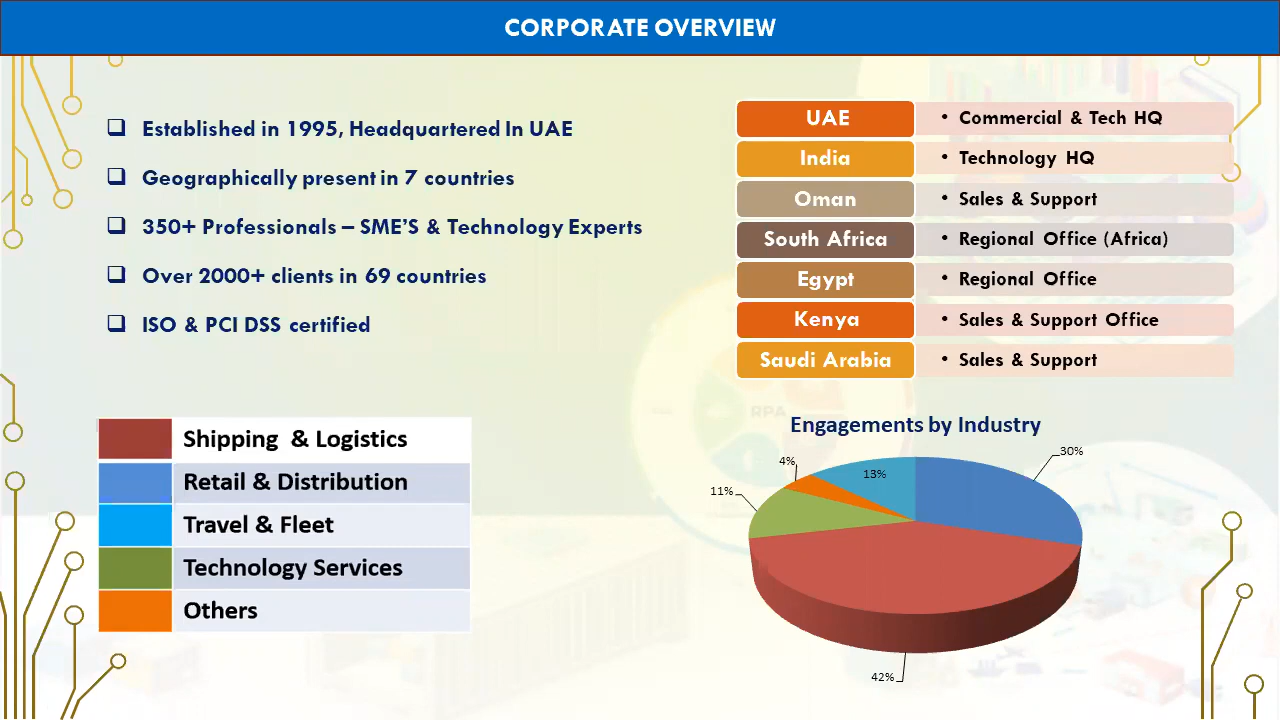 CORPORATE OVERVIEW
Established in 1995, Headquartered In UAE
Geographically present in 7 countries
350+ Professionals – SME'S & Technology Experts
Over 2000+ clients in 69 countries
ISO & PCI DSS certified
UAE • Commercial & Tech HQ
India • Technology HQ
Oman • Sales & Support
South Africa • Regional Office (Africa)
Egypt • Regional Office
Kenya • Sales & Support Office
Saudi Arabia • Sales & Support
RPA
Shipping & Logistics
Retail & Distribution
Travel & Fleet
Technology Services
Others
Engagements by Industry
30%
4%
13%
11%
42%